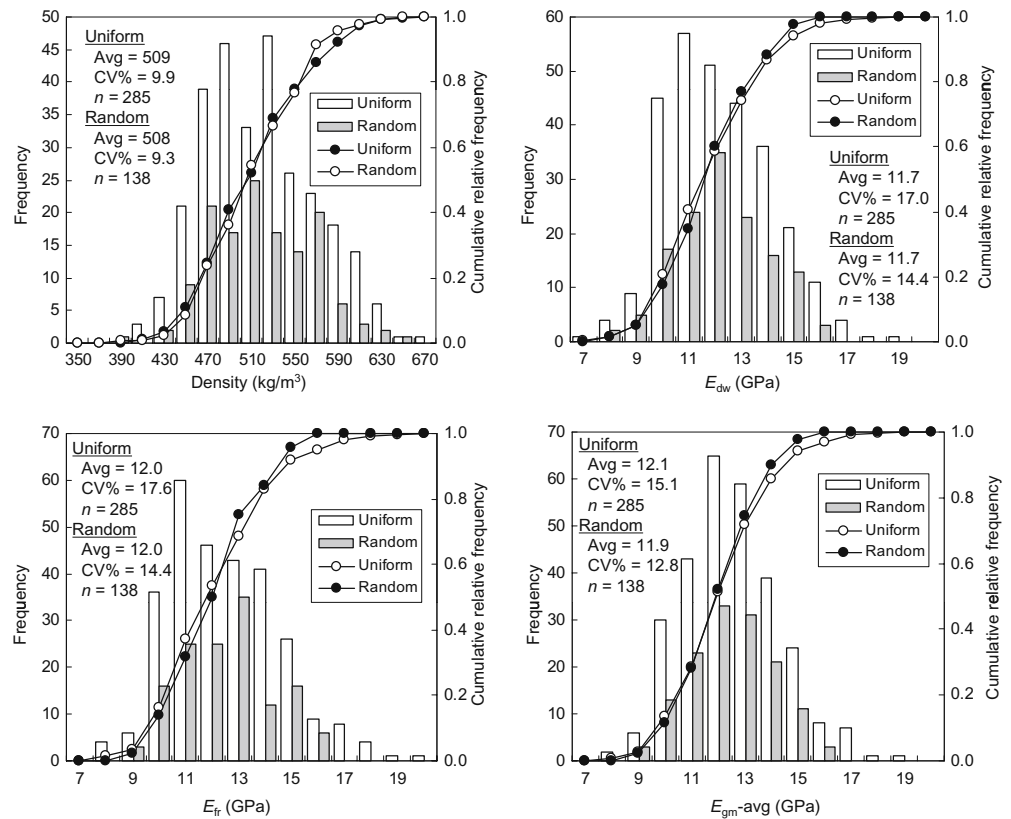 50
45
40
35
30
25
20
15
10
5
0
Frequency
Uniform
Avg = 509
CV% = 9.9
n = 285
Random
Avg = 508
CV% = 9.3
n = 138
Uniform
Random
Uniform
Random
1.0
0.8
0.6
0.4
0.2
0.0
Cumulative relative frequency
350 390 430 470 510 550 590 630 670
Density (kg/m³)
60
50
40
30
20
10
0
Frequency
Uniform
Random
Uniform
Random
Uniform
Avg = 11.7
CV% = 17.0
n = 285
Random
Avg = 11.7
CV% = 14.4
n = 138
1.0
0.8
0.6
0.4
0.2
0.0
Cumulative relative frequency
7 9 11 13 15 17 19
Edw (GPa)
70
60
50
40
30
20
10
0
Frequency
Uniform
Avg = 12.0
CV% = 17.6
n = 285
Random
Avg = 12.0
CV% = 14.4
n = 138
Uniform
Random
Uniform
Random
1.0
0.8
0.6
0.4
0.2
0.0
Cumulative relative frequency
7 9 11 13 15 17 19
Efr (GPa)
70
60
50
40
30
20
10
0
Frequency
Uniform
Avg = 12.1
CV% = 15.1
n = 285
Random
Avg = 11.9
CV% = 12.8
n = 138
Uniform
Random
Uniform
Random
1.0
0.8
0.6
0.4
0.2
0.0
Cumulative relative frequency
7 9 11 13 15 17 19
Egm-avg (GPa)